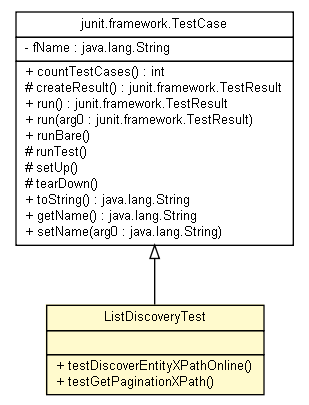 junit.framework.TestCase
- fName : java.lang.String
+ countTestCases() : int
# createResult() : junit.framework.TestResult
+ run() : junit.framework.TestResult
+ run(arg0 : junit.framework.TestResult)
+ runBare()
# runTest()
# setUp()
# tearDown()
+ toString() : java.lang.String
+ getName() : java.lang.String
+ setName(arg0 : java.lang.String)
ListDiscoveryTest
+ testDiscoverEntityXPathOnline()
+ testGetPaginationXPath()